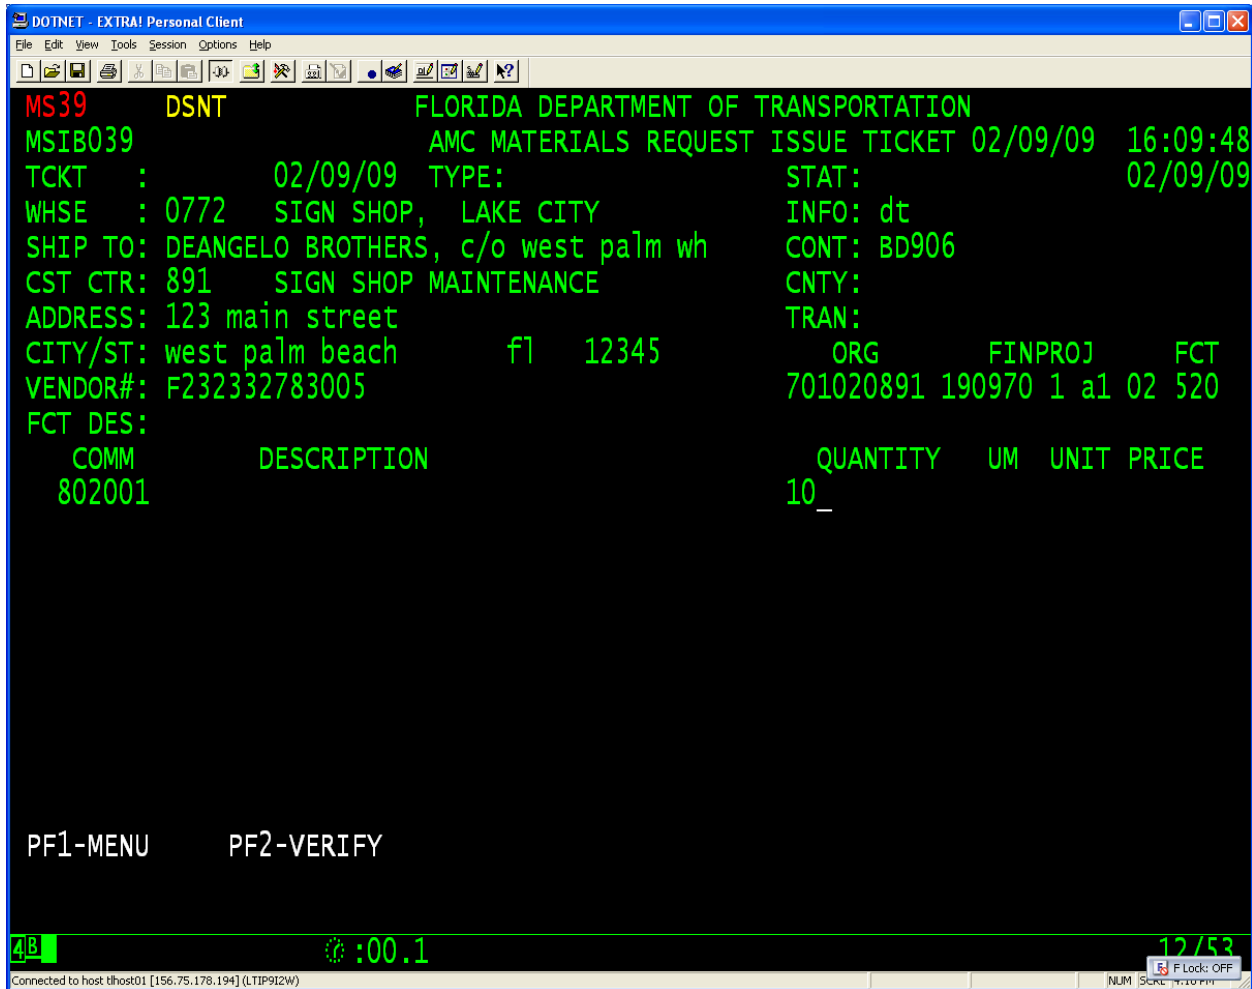 DOTNET - EXTRA! Personal Client
File Edit View Tools Session Options Help
MS39 DSNT FLORIDA DEPARTMENT OF TRANSPORTATION
MSIB039 AMC MATERIALS REQUEST ISSUE TICKET 02/09/09 16:09:48
TCKT : 02/09/09 TYPE: STAT: 02/09/09
WHSE : 0772 SIGN SHOP, LAKE CITY INFO: dt
SHIP TO: DEANGELO BROTHERS, c/o west palm wh CONT: BD906
CST CTR: 891 SIGN SHOP MAINTENANCE CNTY:
ADDRESS: 123 main street TRAN:
CITY/ST: west palm beach fl 12345 ORG FINPROJ FCT
VENDOR#: F232332783005 701020891 190970 1 a1 02 520
FCT DES:
COMM DESCRIPTION QUANTITY UM UNIT PRICE
802001 10_
PF1-MENU PF2-VERIFY
4B :00.1 12/53
F Lock: OFF
Connected to host tlhost01 [156.75.178.194] (LTIP9I2W) NUM